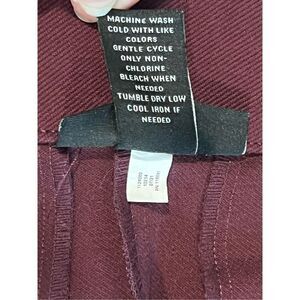 MACHINE WASH
COLD WITH LIKE
COLORS
GENTLE CYCLE
ONLY NON-
CHLORINE
BLEACH WHEN
NEEDED
TUMBLE DRY LOW
COOL IRON IF
NEEDED